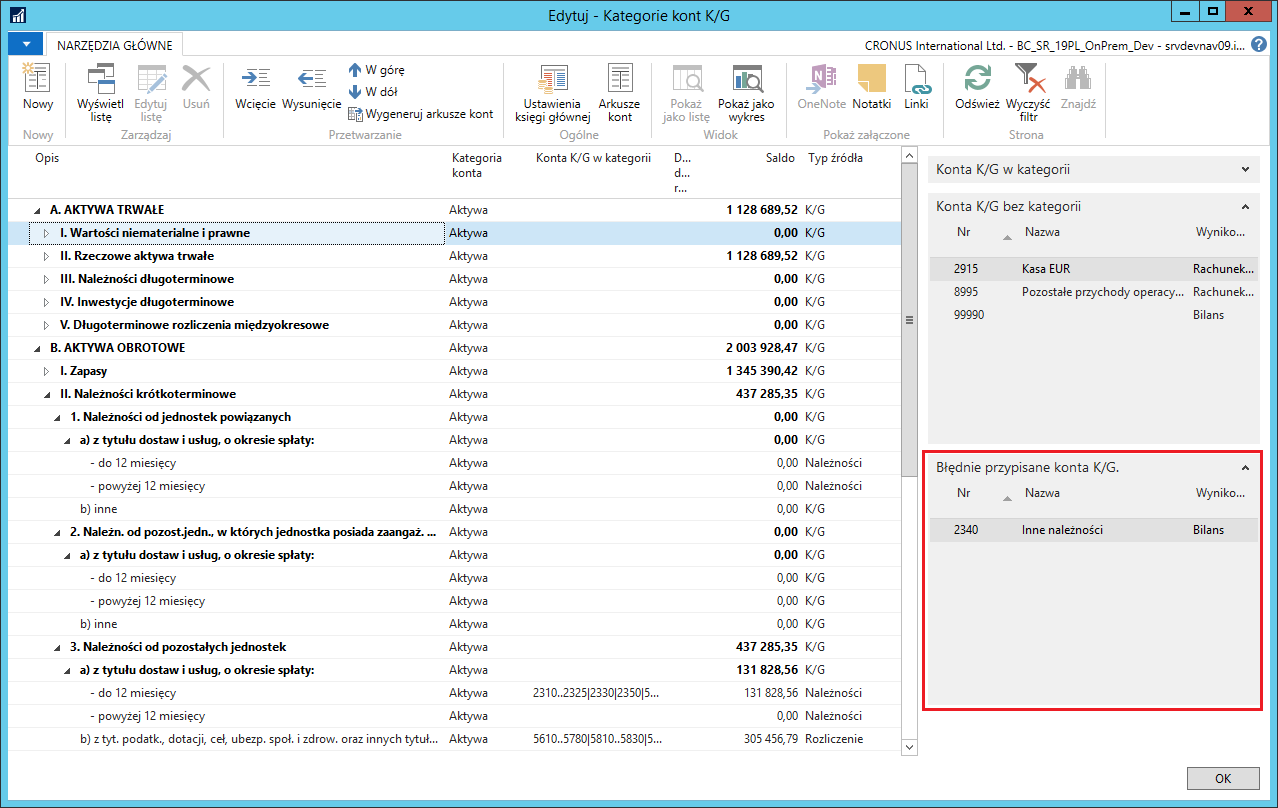 Edytuj - Kategorie kont K/G
NARZĘDZIA GŁÓWNE
CRONUS International Ltd. - BC_SR_19PL_OnPrem_Dev - srvdevnav09.i...
Nowy
Wyświetl listę
Edytuj listę
Usuń
Wcięcie
Wysunięcie
W górę
W dół
Wygeneruj arkusze kont
Ustawienia księgi głównej
Arkusze kont
Pokaż jako listę
Pokaż jako wykres
OneNote
Notatki
Linki
Odśwież
Wyczyść filtr
Znajdź
Nowy
Zarządzaj
Przetwarzanie
Ogólne
Widok
Pokaż załączone
Strona
Opis Kategoria konta Konta K/G w kategorii D... d... r... Saldo Typ źródła
A. AKTYWA TRWAŁE Aktywa 1 128 689,52 K/G
I. Wartości niematerialne i prawne Aktywa 0,00 K/G
II. Rzeczowe aktywa trwałe Aktywa 1 128 689,52 K/G
III. Należności długoterminowe Aktywa 0,00 K/G
IV. Inwestycje długoterminowe Aktywa 0,00 K/G
V. Długoterminowe rozliczenia międzyokresowe Aktywa 0,00 K/G
B. AKTYWA OBROTOWE Aktywa 2 003 928,47 K/G
I. Zapasy Aktywa 1 345 390,42 K/G
II. Należności krótkoterminowe Aktywa 437 285,35 K/G
1. Należności od jednostek powiązanych Aktywa 0,00 K/G
a) z tytułu dostaw i usług, o okresie spłaty: Aktywa 0,00 K/G
- do 12 miesięcy Aktywa 0,00 Należności
- powyżej 12 miesięcy Aktywa 0,00 Należności
b) inne Aktywa 0,00 K/G
2. Należn. od pozost.jedn., w których jednostka posiada zaangaż. ... Aktywa 0,00 K/G
a) z tytułu dostaw i usług, o okresie spłaty: Aktywa 0,00 K/G
- do 12 miesięcy Aktywa 0,00 K/G
- powyżej 12 miesięcy Aktywa 0,00 K/G
b) inne Aktywa 0,00 K/G
3. Należności od pozostałych jednostek Aktywa 437 285,35 K/G
a) z tytułu dostaw i usług, o okresie spłaty: Aktywa 131 828,56 K/G
- do 12 miesięcy Aktywa 2310..2325|2330|2350|5... 131 828,56 Należności
- powyżej 12 miesięcy Aktywa 0,00 Należności
b) z tyt. podatk., dotacji, ceł, ubezp. społ. i zdrow. oraz innych tytuł... Aktywa 5610..5780|5810..5830|5... 305 456,79 Rozliczenie
Konta K/G w kategorii
Konta K/G bez kategorii
Nr Nazwa Wyniko...
2915 Kasa EUR Rachunek...
8995 Pozostałe przychody operacy... Rachunek...
99990 Bilans
Błędnie przypisane konta K/G.
Nr Nazwa Wyniko...
2340 Inne należności Bilans
OK